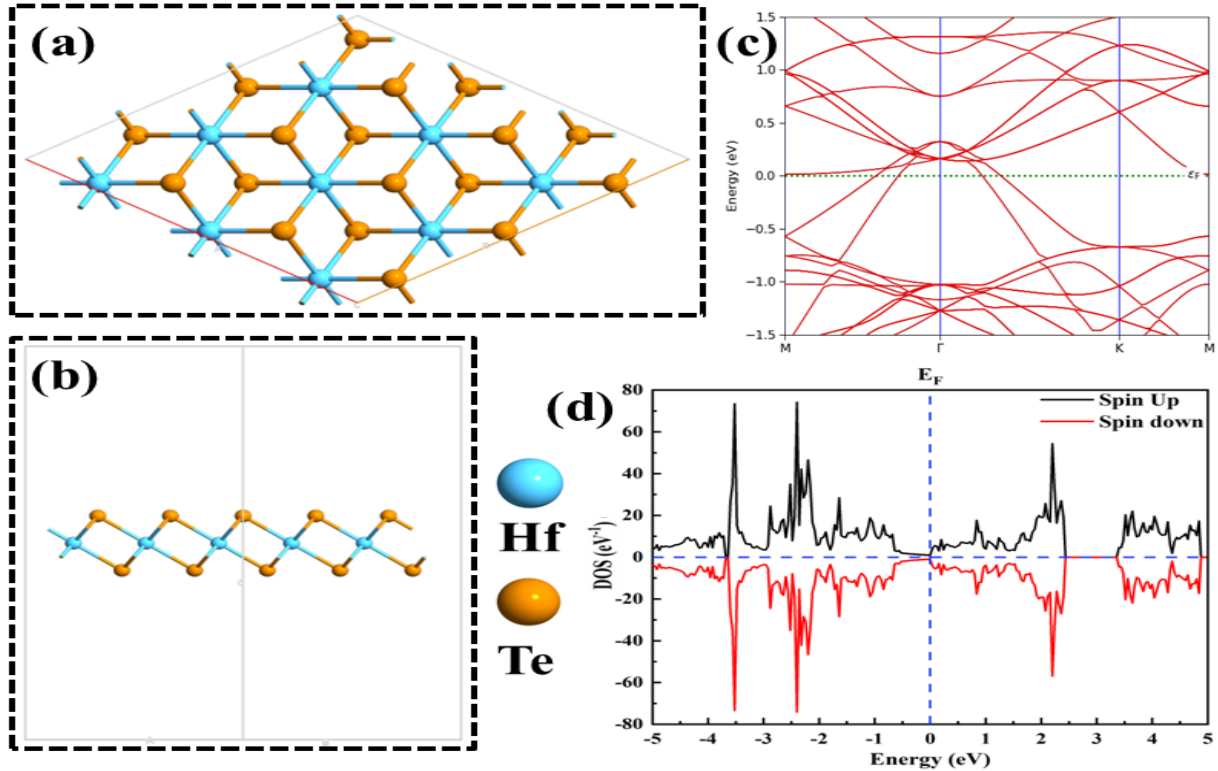 (a)
(b)
Hf
Te
(c)
Energy (eV)
1.5
1.0
0.5
0.0
−0.5
−1.0
−1.5
M
Γ
K
M
εF
(d)
EF
Spin Up
Spin down
DOS (eV-1)
80
60
40
20
0
-20
-40
-60
-80
-5 -4 -3 -2 -1 0 1 2 3 4 5
Energy (eV)